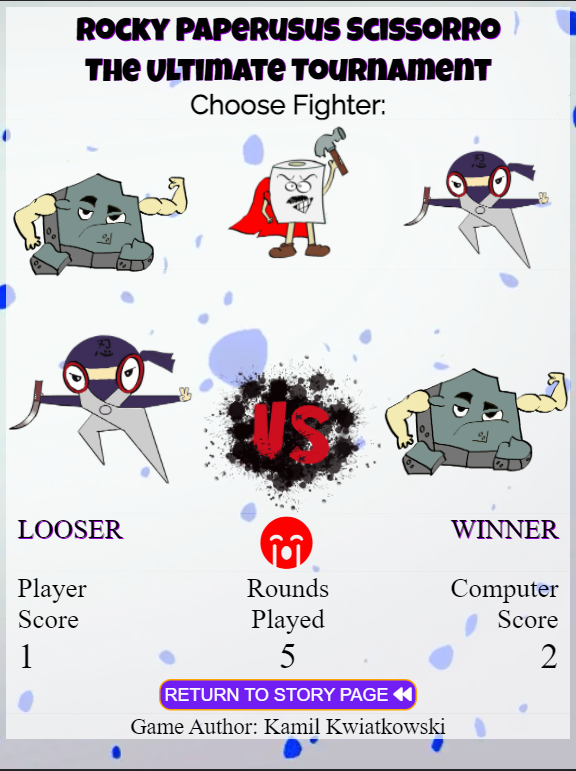 Rocky Paperusus Scissorro
The Ultimate Tournament
Choose Fighter:
VS
LOOSER
WINNER
Player
Score
1
Rounds
Played
5
Computer
Score
2
RETURN TO STORY PAGE
Game Author: Kamil Kwiatkowski